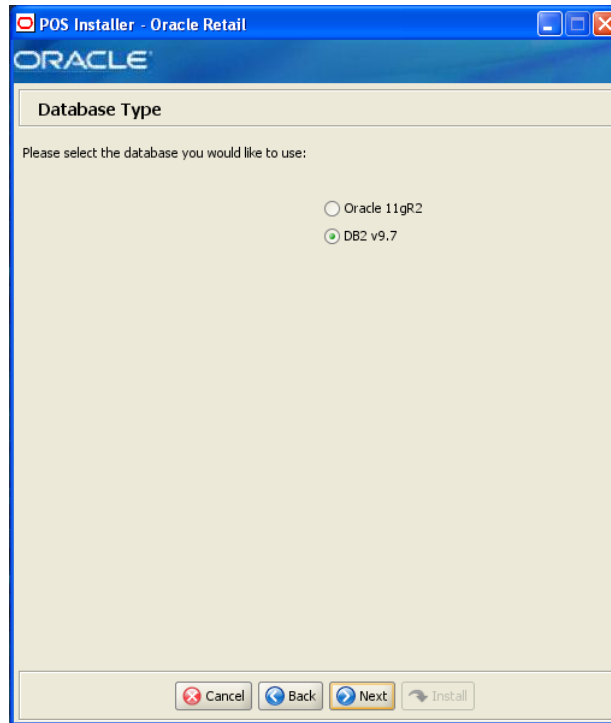 POS Installer - Oracle Retail
ORACLE
Database Type
Please select the database you would like to use:
Oracle 11gR2
DB2 v9.7
Cancel
Back
Next
Install